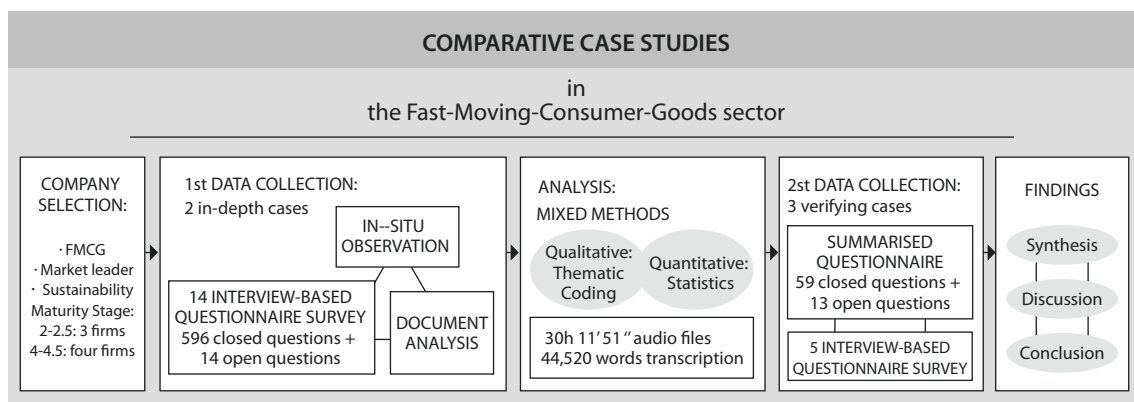 COMPARATIVE CASE STUDIES
in
the Fast-Moving-Consumer-Goods sector
COMPANY
SELECTION:
· FMCG
· Market leader
· Sustainability
Maturity Stage:
2-2.5: 3 firms
4-4.5: four firms
1st DATA COLLECTION:
2 in-depth cases
IN--SITU
OBSERVATION
14 INTERVIEW-BASED
QUESTIONNAIRE SURVEY
596 closed questions +
14 open questions
DOCUMENT
ANALYSIS
ANALYSIS:
MIXED METHODS
Qualitative:
Thematic
Coding
Quantitative:
Statistics
30h 11’51 ” audio files
44,520 words transcription
2st DATA COLLECTION:
3 verifying cases
SUMMARISED
QUESTIONNAIRE
59 closed questions +
13 open questions
5 INTERVIEW-BASED
QUESTIONNAIRE SURVEY
FINDINGS
Synthesis
Discussion
Conclusion